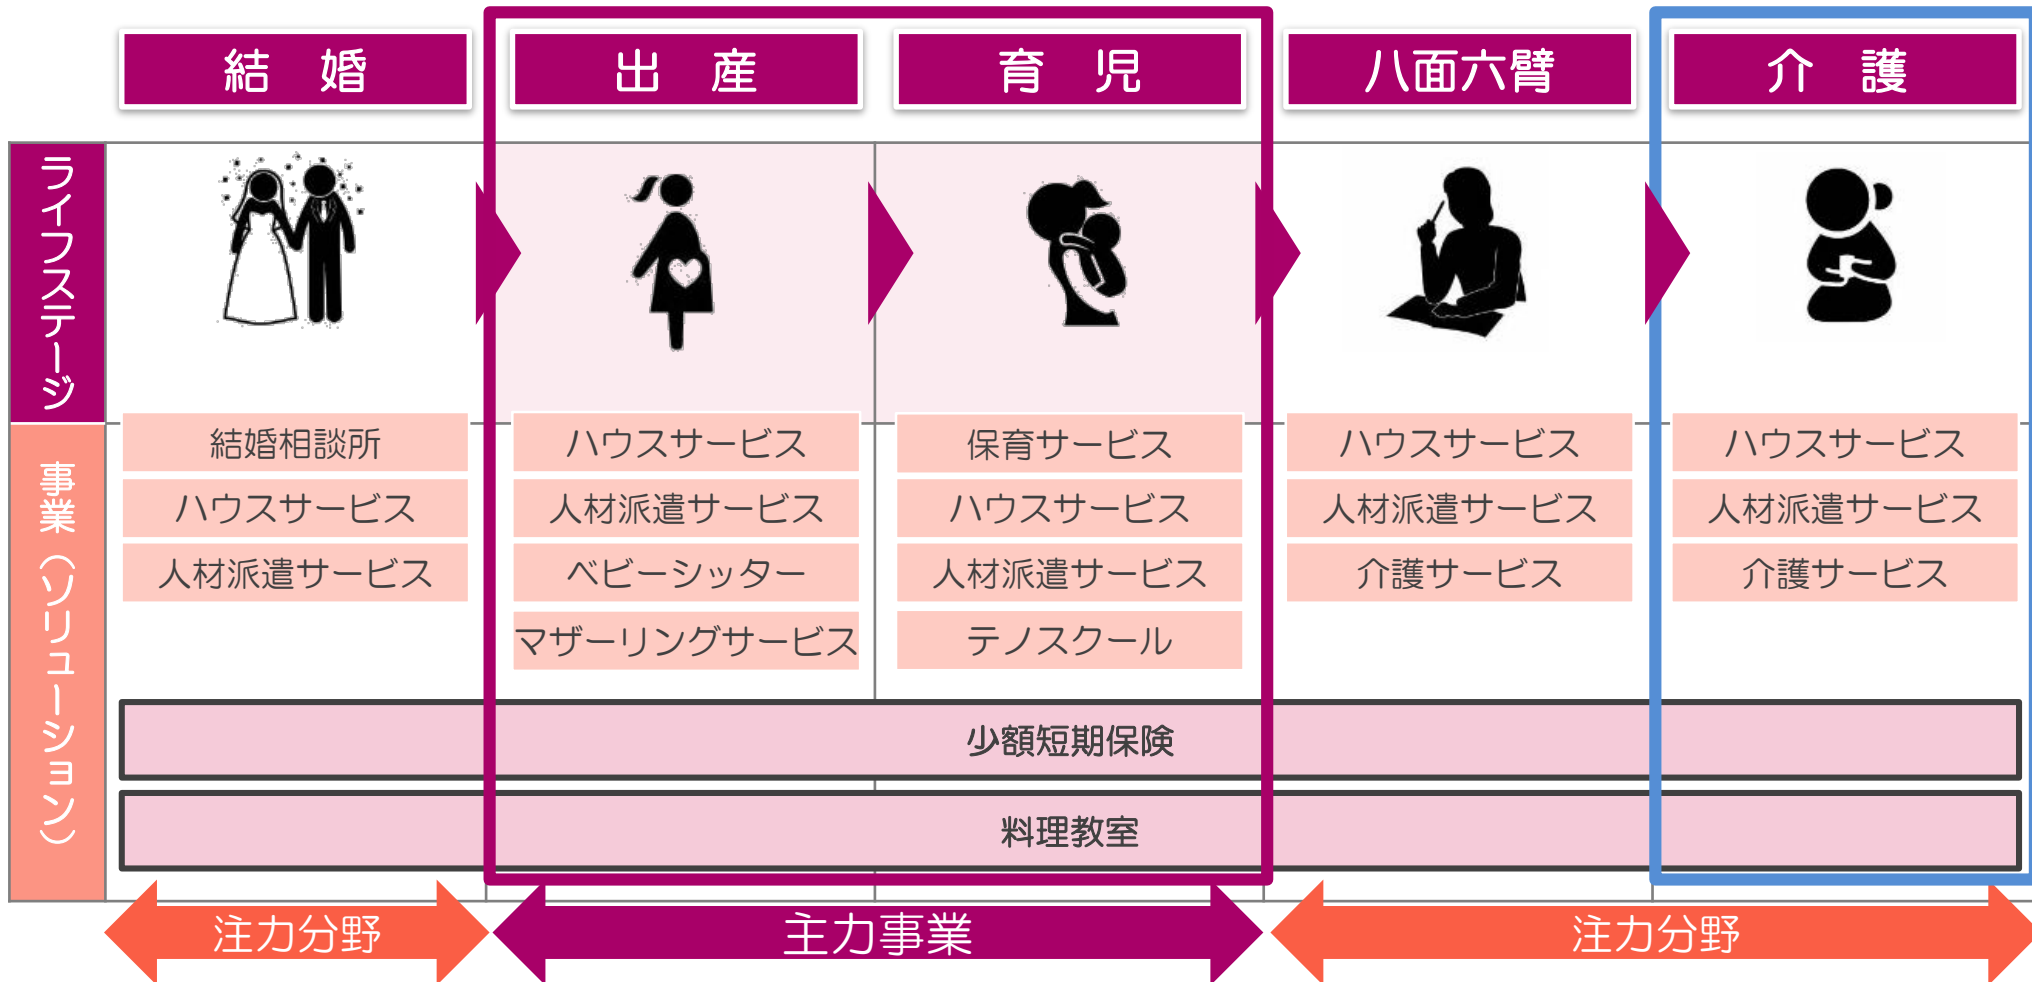 結　婚
出　産
育　児
八面六臂
介　護
ライフステージ
事業（ソリューション）
結婚相談所
ハウスサービス
人材派遣サービス
ハウスサービス
人材派遣サービス
ベビーシッター
マザーリングサービス
保育サービス
ハウスサービス
人材派遣サービス
テノスクール
ハウスサービス
人材派遣サービス
介護サービス
ハウスサービス
人材派遣サービス
介護サービス
少額短期保険
料理教室
注力分野
主力事業
注力分野